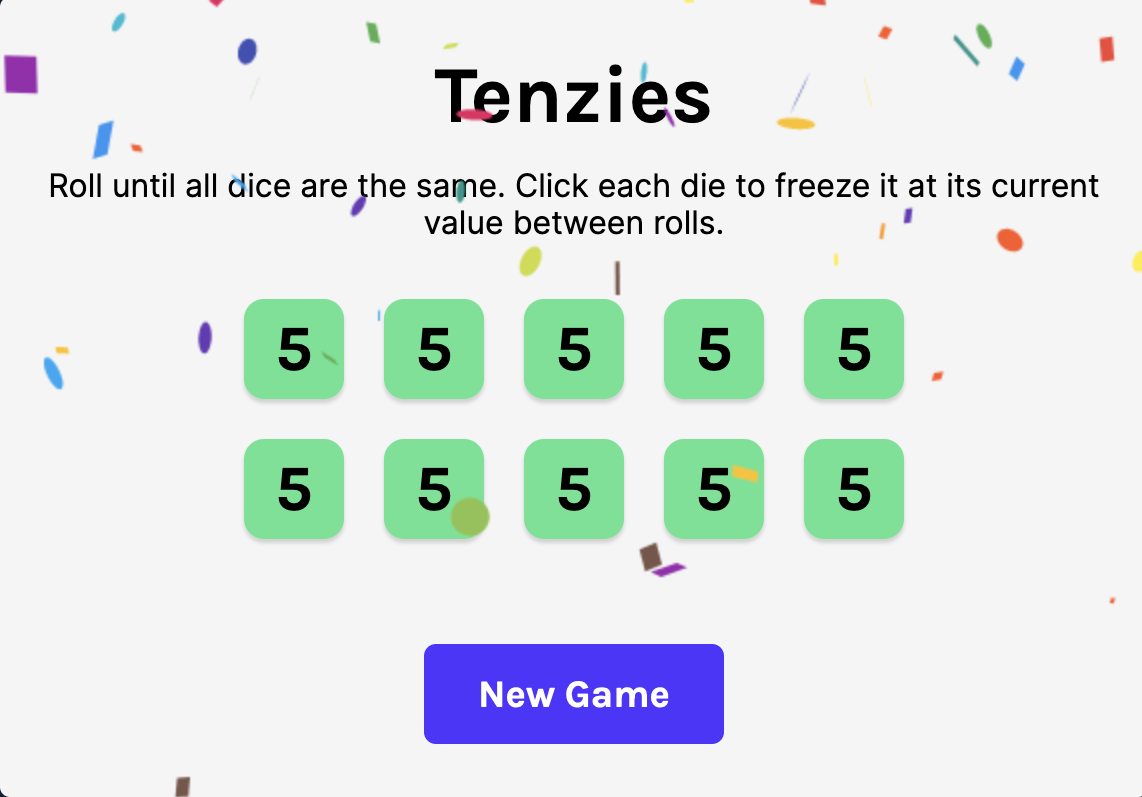 Tenzies
Roll until all dice are the same. Click each die to freeze it at its current
value between rolls.
5 5 5 5 5
5 5 5 5 5
New Game